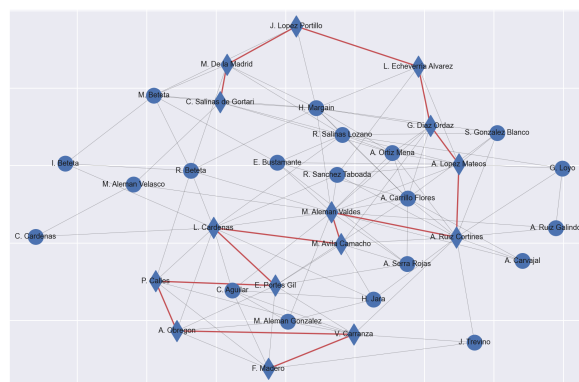 J. Lopez Portillo
M. De la Madrid
L. Echeverria Alvarez
M. Beteta
C. Salinas de Gortari
H. Margain
G. Diaz Ordaz
R. Salinas Lozano
S. Gonzalez Blanco
A. Ortiz Mena
I. Beteta
E. Bustamante
A. Lopez Mateos
R. Beteta
G. Loyo
R. Sanchez Taboada
M. Aleman Velasco
A. Carrillo Flores
M. Aleman Valdes
L. Cardenas
A. Ruiz Galindo
C. Cardenas
A. Ruiz Cortines
M. Avila Camacho
A. Carvajal
A. Serra Rojas
P. Calles
E. Portes Gil
C. Aguilar
H. Jara
M. Aleman Gonzalez
A. Obregon
V. Carranza
J. Trevino
F. Madero